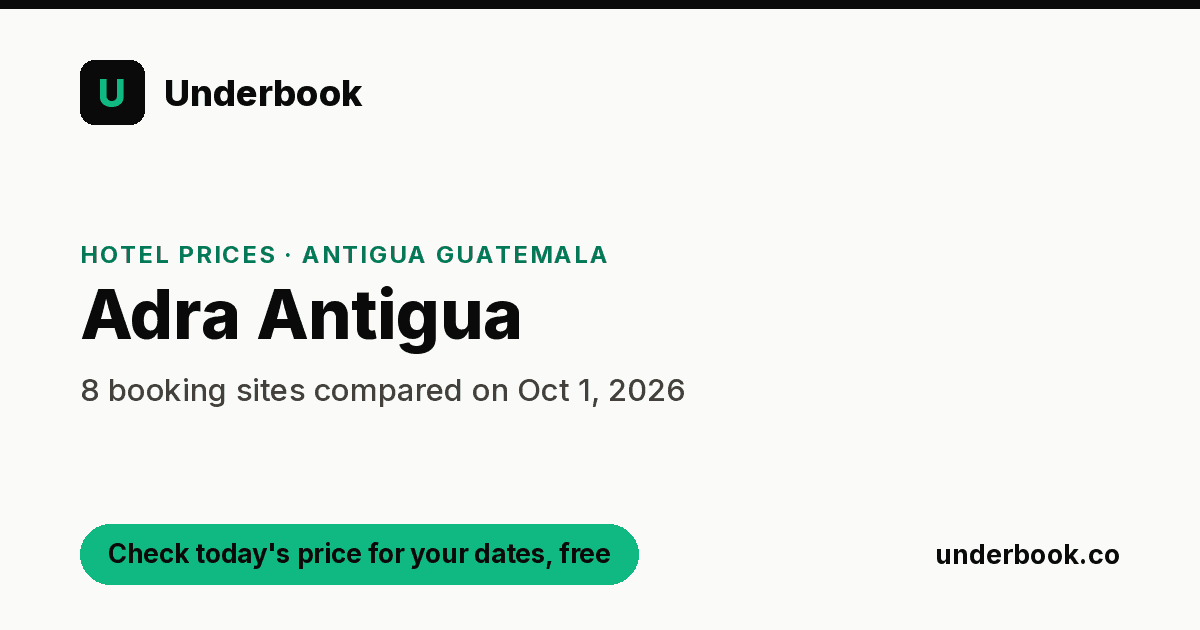 U Underbook
HOTEL PRICES · ANTIGUA GUATEMALA
Adra Antigua
8 booking sites compared on Oct 1, 2026
Check today's price for your dates, free
underbook.co